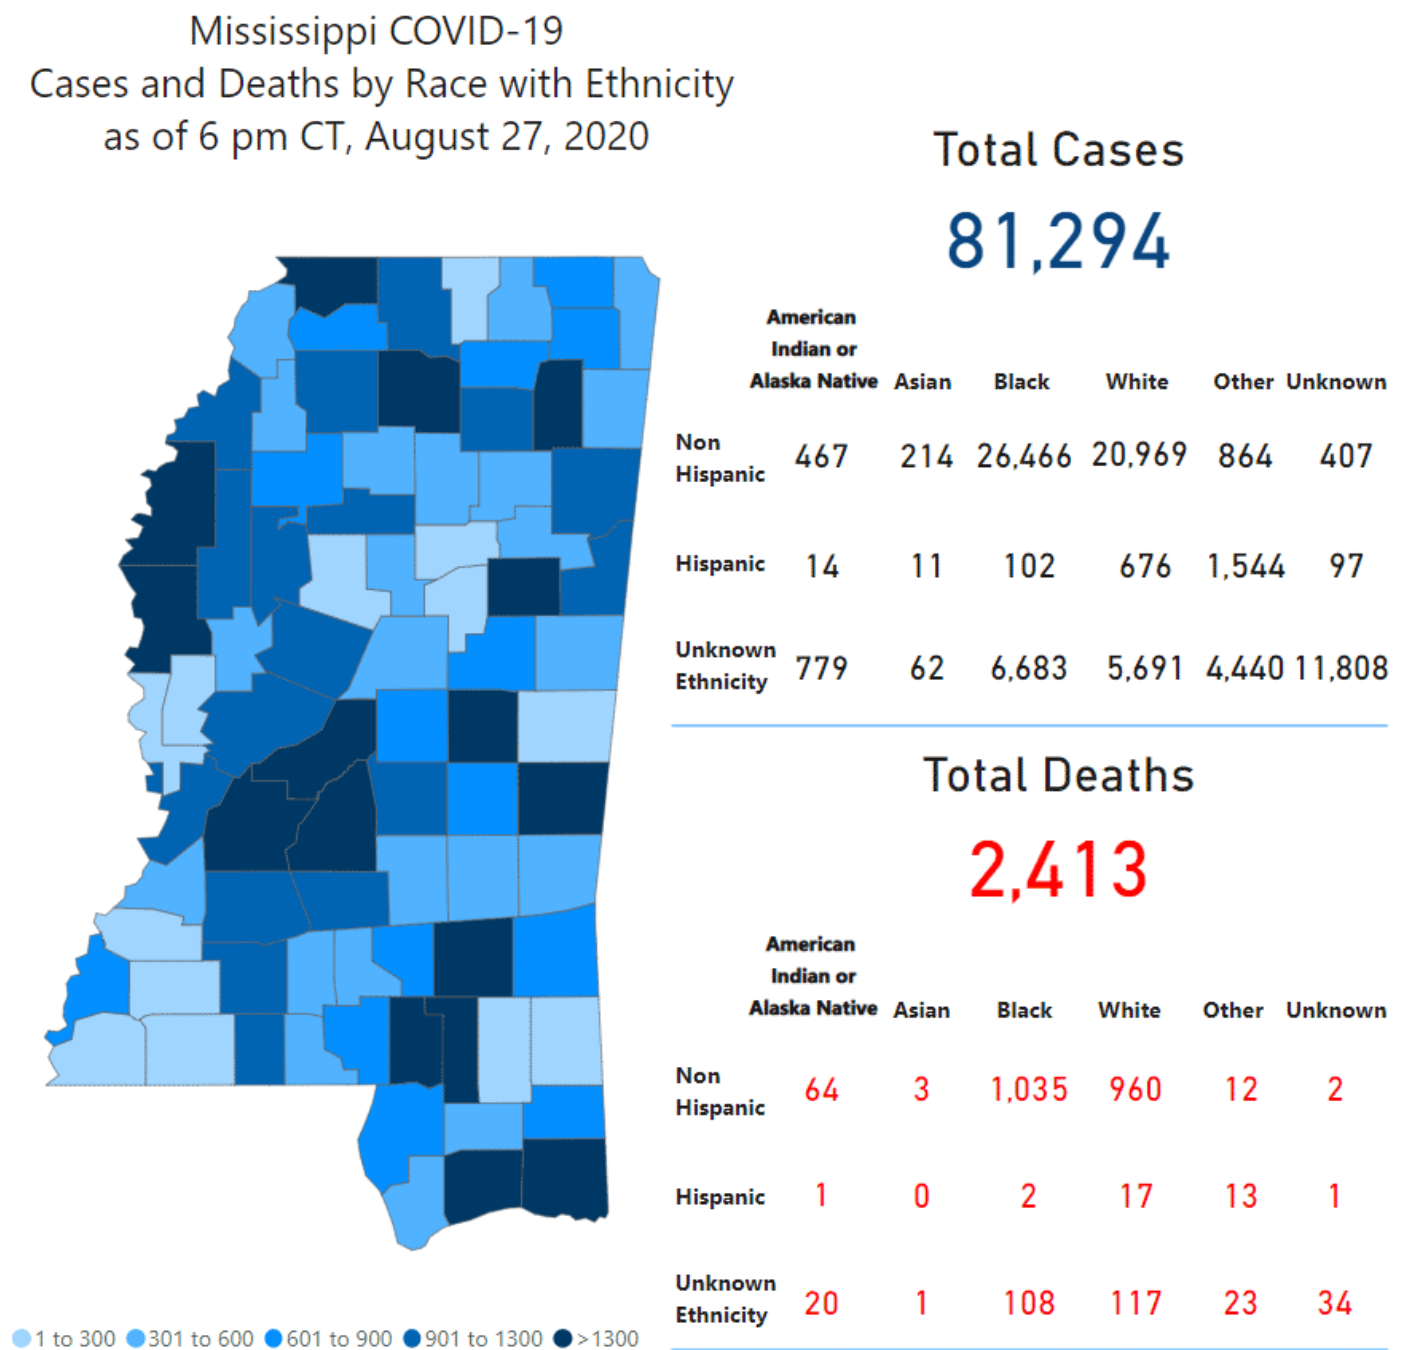 Mississippi COVID-19
Cases and Deaths by Race with Ethnicity
as of 6 pm CT, August 27, 2020
Total Cases
81,294
American
Indian or
Alaska Native Asian Black White Other Unknown
Non
Hispanic 467 214 26,466 20,969 864 407
Hispanic 14 11 102 676 1,544 97
Unknown
Ethnicity 779 62 6,683 5,691 4,440 11,808
Total Deaths
2,413
American
Indian or
Alaska Native Asian Black White Other Unknown
Non
Hispanic 64 3 1,035 960 12 2
Hispanic 1 0 2 17 13 1
Unknown
Ethnicity 20 1 108 117 23 34
1 to 300 301 to 600 601 to 900 901 to 1300 >1300